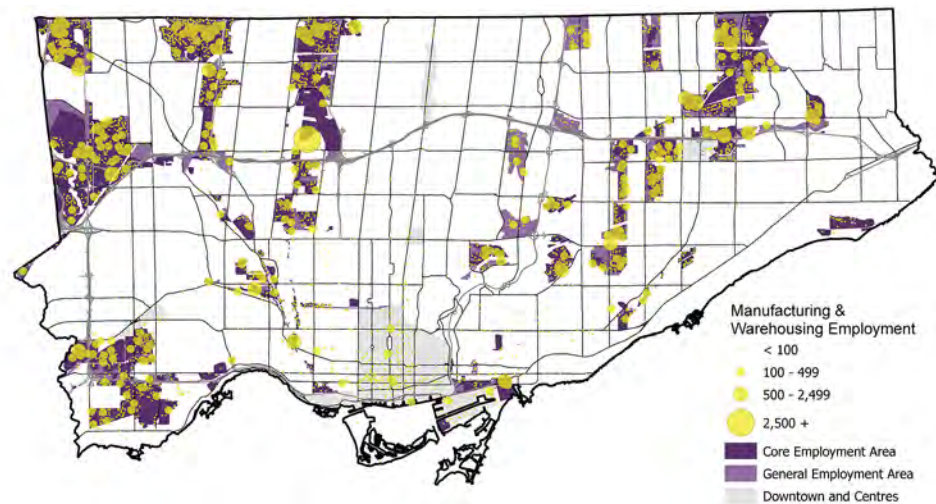 Manufacturing &
Warehousing Employment
< 100
100 - 499
500 - 2,499
2,500 +
Core Employment Area
General Employment Area
Downtown and Centres